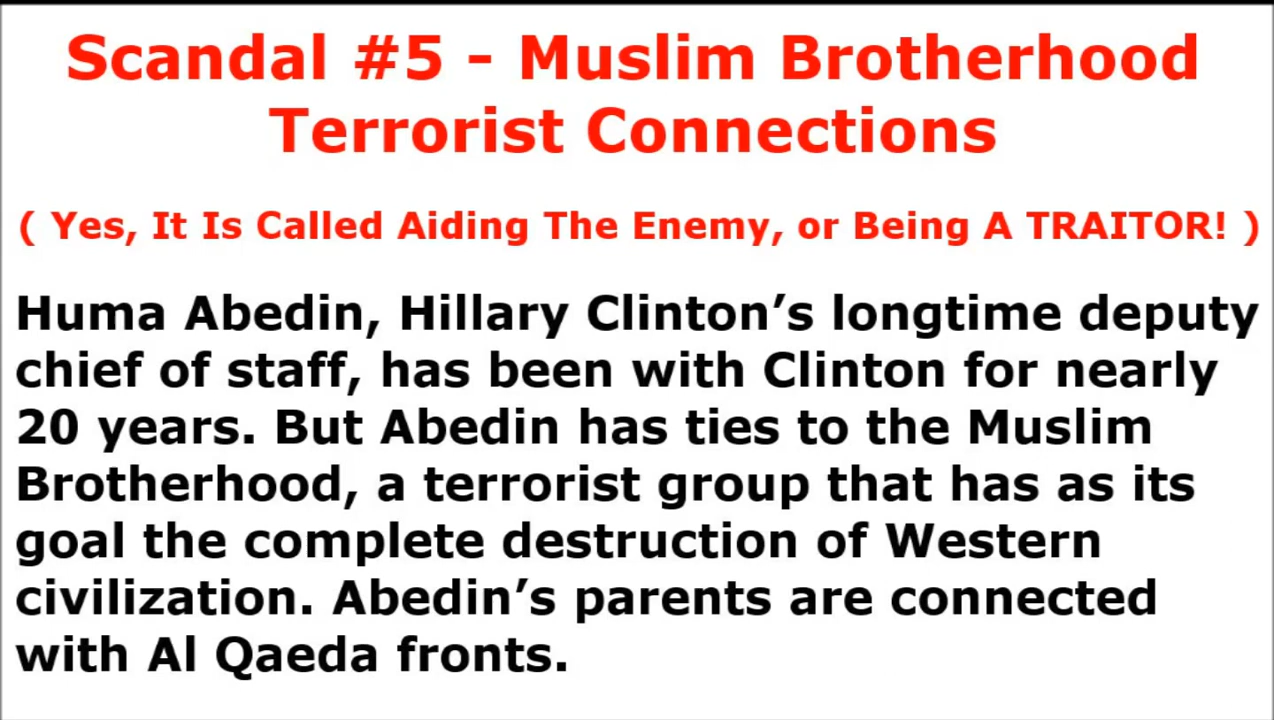 Scandal #5 - Muslim Brotherhood
Terrorist Connections
( Yes, It Is Called Aiding The Enemy, or Being A TRAITOR! )
Huma Abedin, Hillary Clinton’s longtime deputy
chief of staff, has been with Clinton for nearly
20 years. But Abedin has ties to the Muslim
Brotherhood, a terrorist group that has as its
goal the complete destruction of Western
civilization. Abedin’s parents are connected
with Al Qaeda fronts.